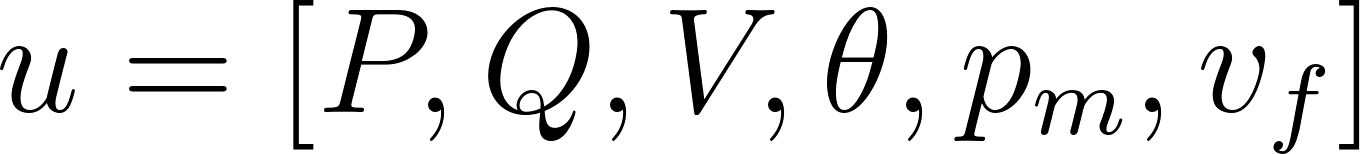 u = [P, Q, V, θ, p_m, v_f]